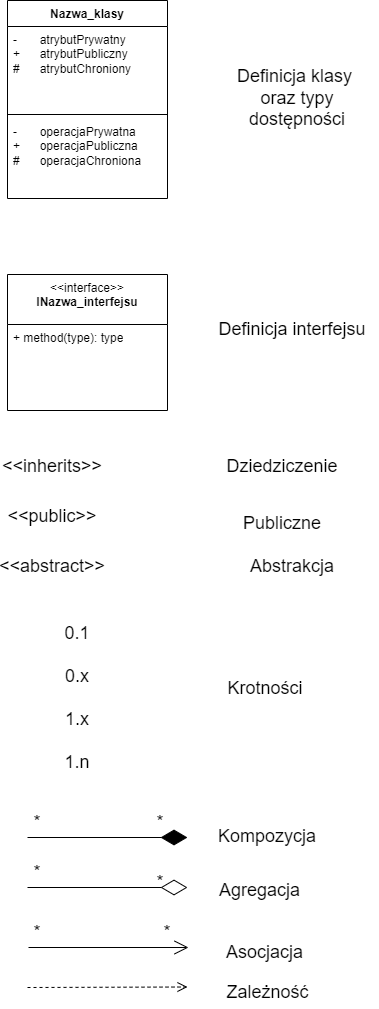 Nazwa_klasy
- atrybutPrywatny
+ atrybutPubliczny
# atrybutChroniony
- operacjaPrywatna
+ operacjaPubliczna
# operacjaChroniona
Definicja klasy
oraz typy
dostępności
<<interface>>
INazwa_interfejsu
+ method(type): type
Definicja interfejsu
<<inherits>>
Dziedziczenie
<<public>>
Publiczne
<<abstract>>
Abstrakcja
0.1
0.x
1.x
1.n
Krotności
* *
Kompozycja
* *
Agregacja
* *
Asocjacja
Zależność